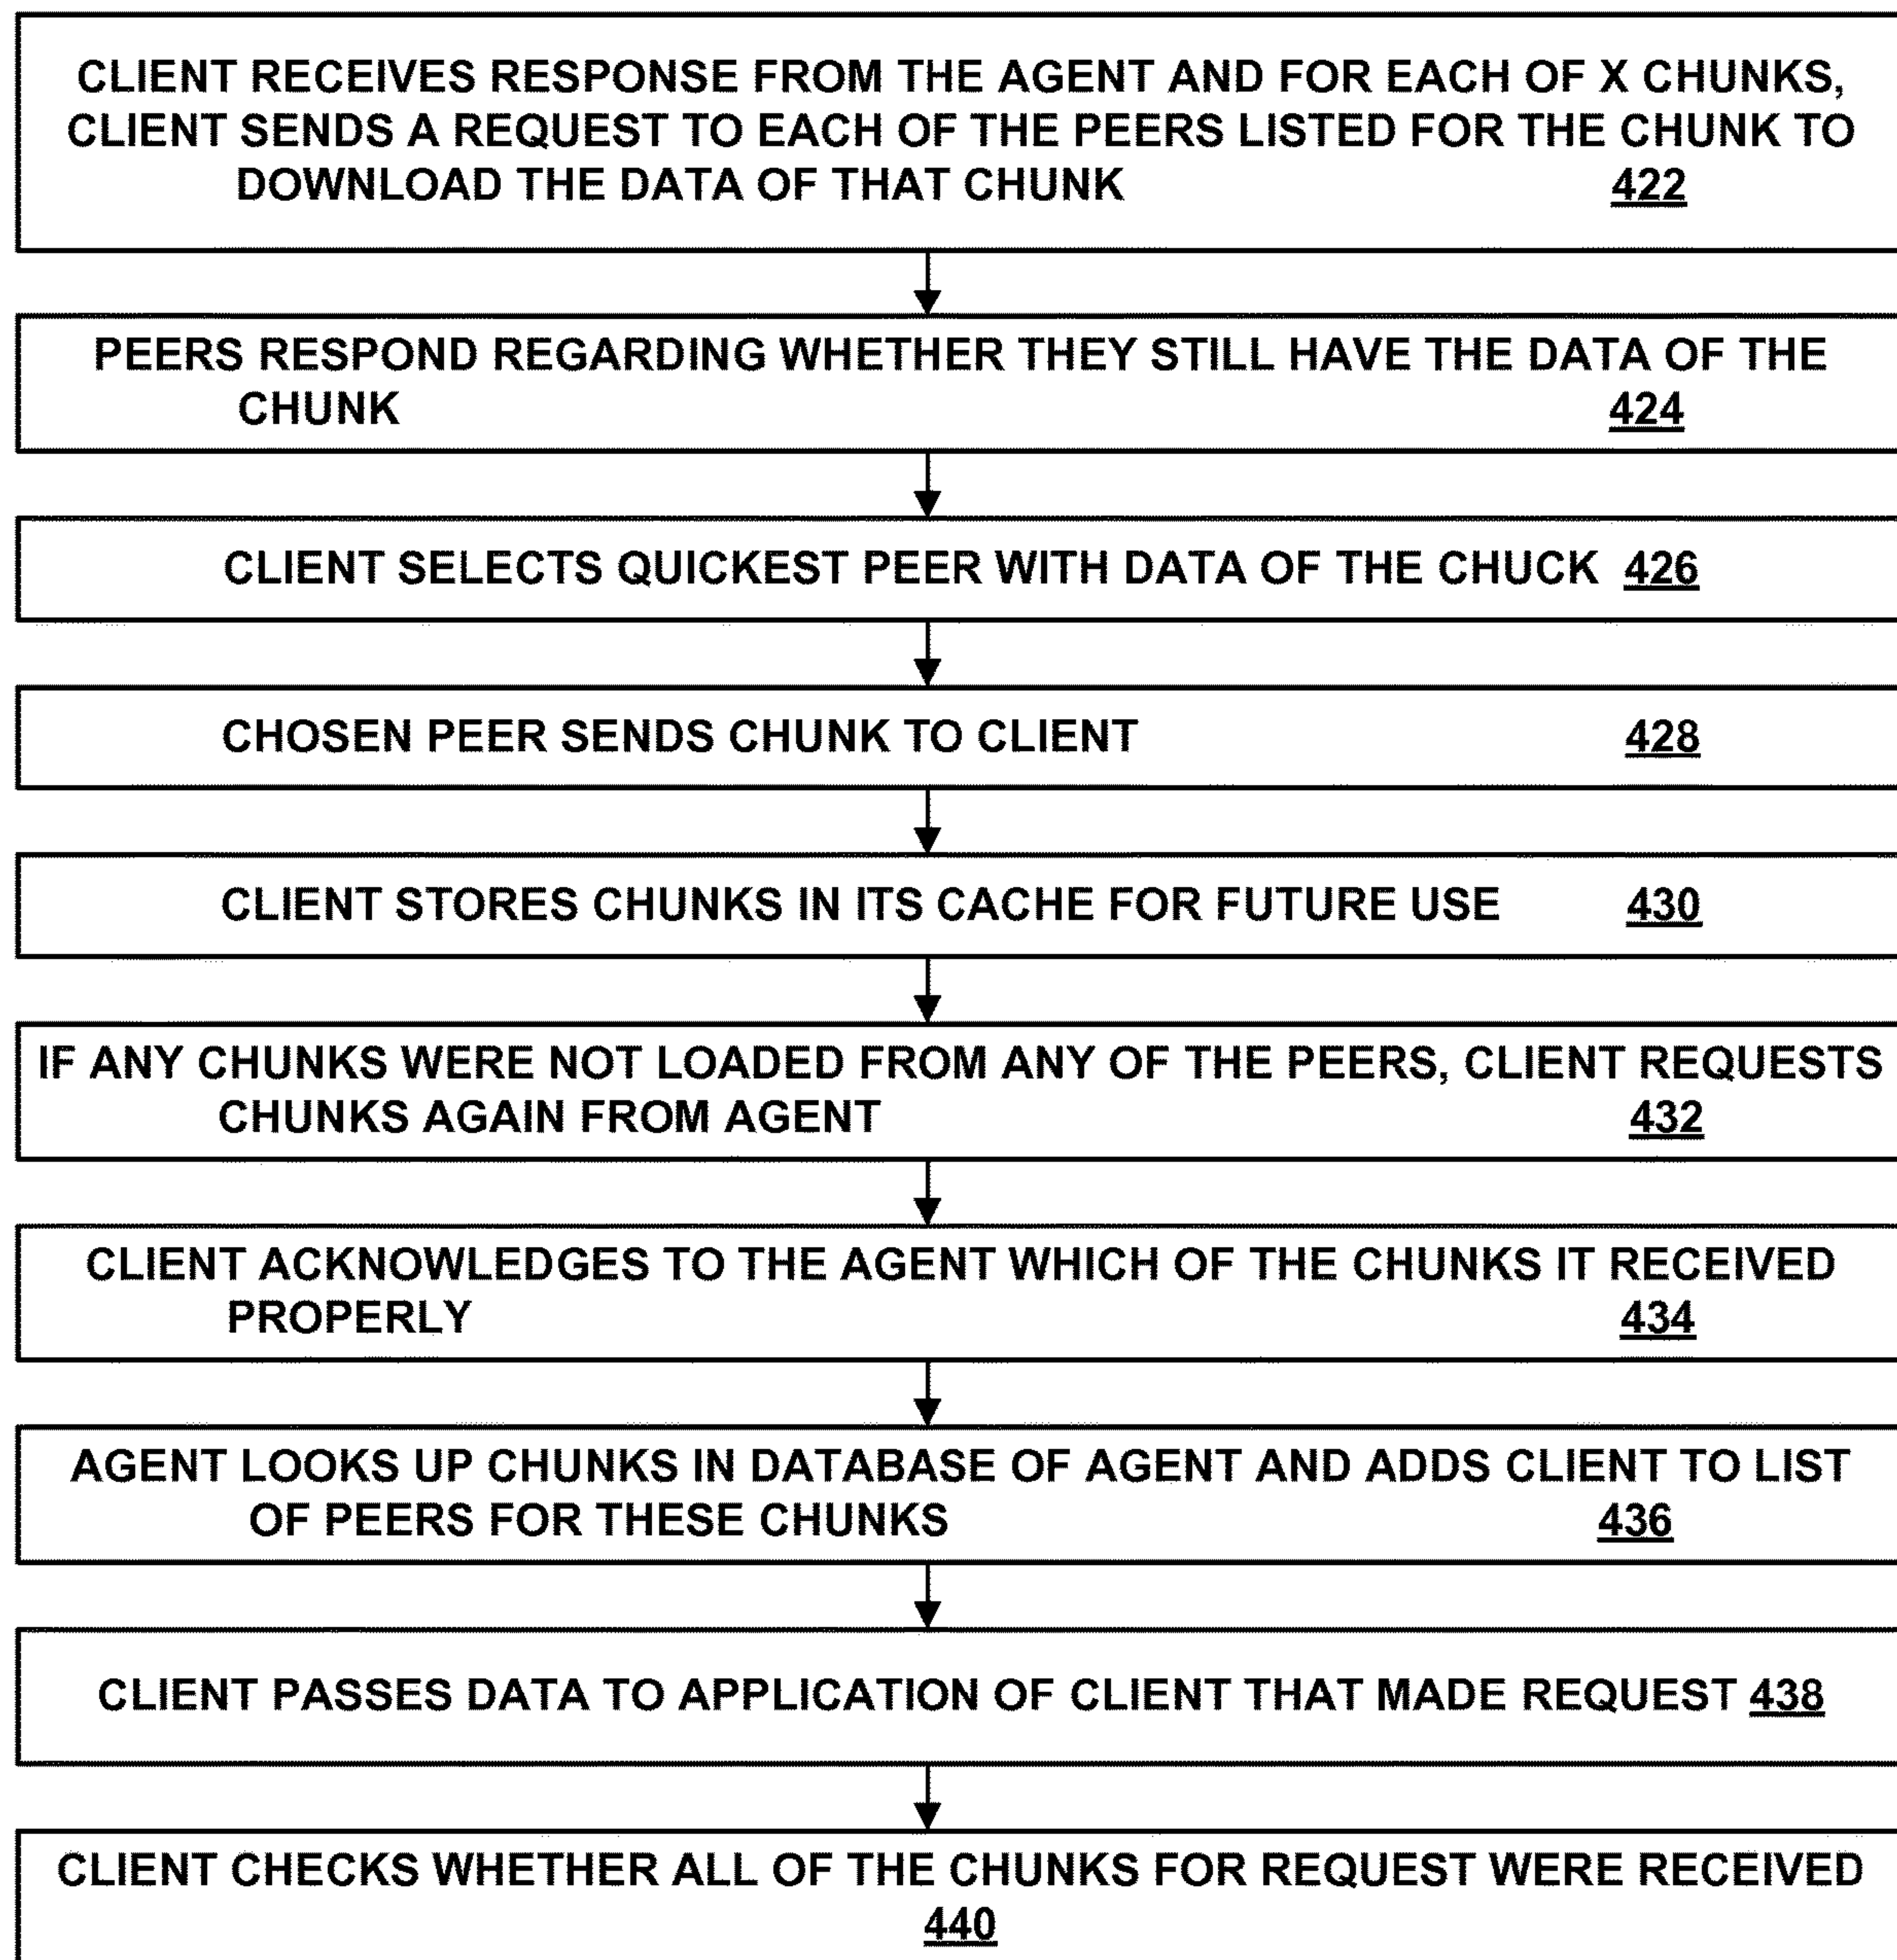 CLIENT RECEIVES RESPONSE FROM THE AGENT AND FOR EACH OF X CHUNKS,
CLIENT SENDS A REQUEST TO EACH OF THE PEERS LISTED FOR THE CHUNK TO
DOWNLOAD THE DATA OF THAT CHUNK 422
PEERS RESPOND REGARDING WHETHER THEY STILL HAVE THE DATA OF THE
CHUNK 424
CLIENT SELECTS QUICKEST PEER WITH DATA OF THE CHUCK 426
CHOSEN PEER SENDS CHUNK TO CLIENT 428
CLIENT STORES CHUNKS IN ITS CACHE FOR FUTURE USE 430
IF ANY CHUNKS WERE NOT LOADED FROM ANY OF THE PEERS, CLIENT REQUESTS
CHUNKS AGAIN FROM AGENT 432
CLIENT ACKNOWLEDGES TO THE AGENT WHICH OF THE CHUNKS IT RECEIVED
PROPERLY 434
AGENT LOOKS UP CHUNKS IN DATABASE OF AGENT AND ADDS CLIENT TO LIST
OF PEERS FOR THESE CHUNKS 436
CLIENT PASSES DATA TO APPLICATION OF CLIENT THAT MADE REQUEST 438
CLIENT CHECKS WHETHER ALL OF THE CHUNKS FOR REQUEST WERE RECEIVED
440